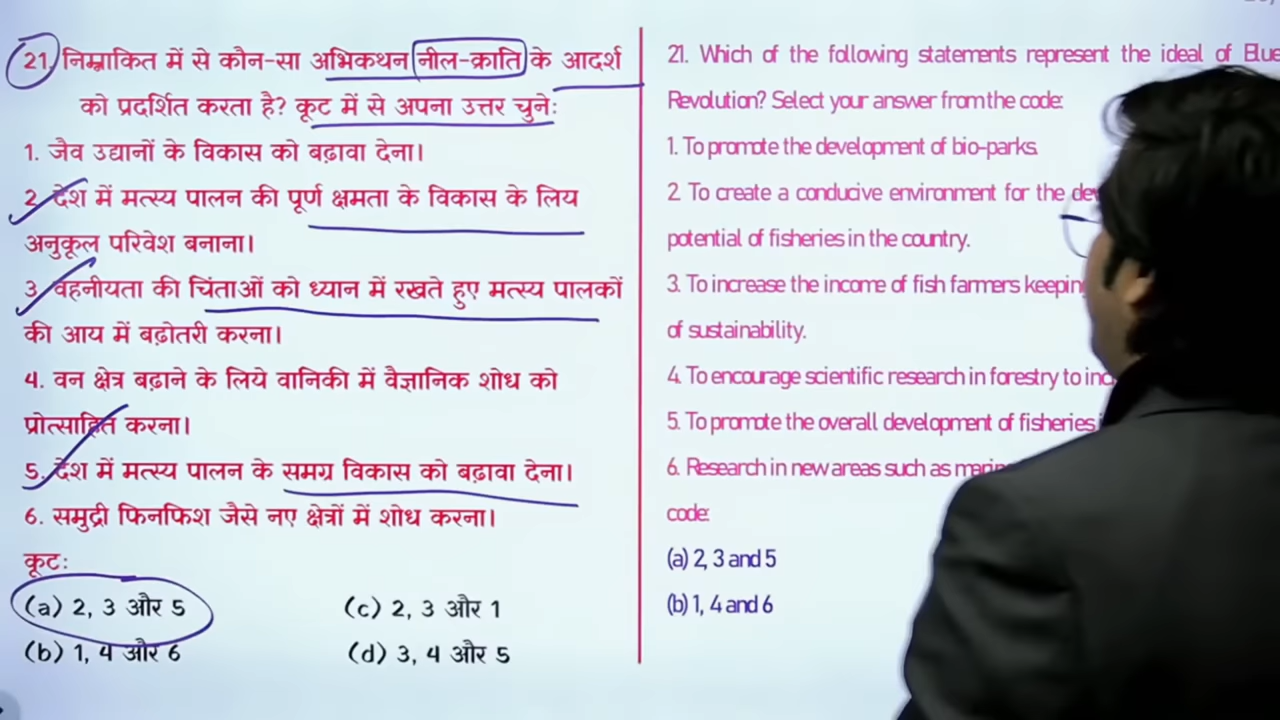 21. निम्नांकित में से कौन-सा अभिकथन नील-क्राति के आदर्श
को प्रदर्शित करता है? कूट में से अपना उत्तर चुनेः
1. जैव उद्यानों के विकास को बढ़ावा देना।
2. देश में मत्स्य पालन की पूर्ण क्षमता के विकास के लिय
अनुकूल परिवेश बनाना।
3. वहनीयता की चिंताओं को ध्यान में रखते हुए मत्स्य पालकों
की आय में बढ़ोतरी करना।
4. वन क्षेत्र बढ़ाने के लिये वानिकी में वैज्ञानिक शोध को
प्रोत्साहित करना।
5. देश में मत्स्य पालन के समग्र विकास को बढ़ावा देना।
6. समुद्री फिनफिश जैसे नए क्षेत्रों में शोध करना।
कूटः
(a) 2, 3 और 5 (c) 2, 3 और 1
(b) 1, 4 और 6 (d) 3, 4 और 5
21. Which of the following statements represent the ideal of Blue
Revolution? Select your answer from the code:
1. To promote the development of bio-parks.
2. To create a conducive environment for the
potential of fisheries in the country.
3. To increase the income of fish farmers
of sustainability.
4. To encourage scientific research in forestry to
5. To promote the overall development of fisheries
6. Research in new areas such as
code:
(a) 2, 3 and 5
(b) 1, 4 and 6